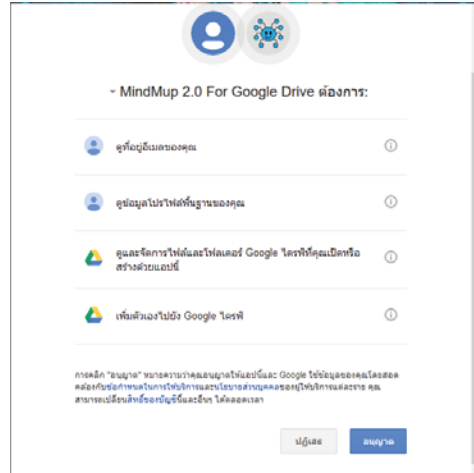 MindMup 2.0 For Google Drive ต้องการ:
ดูที่อยู่อีเมลของคุณ
ดูข้อมูลโปรไฟล์พื้นฐานของคุณ
ดูและจัดการไฟล์และโฟลเดอร์ Google ไดรฟ์ที่คุณเปิดหรือ
สร้างด้วยแอปนี้
เพิ่มตัวเองไปยัง Google ไดรฟ์
การคลิก "อนุญาต" หมายความว่าคุณอนุญาตให้แอปนี้และ Google ใช้ข้อมูลของคุณโดยสอด
คล้องกับข้อกำหนดในการให้บริการและนโยบายส่วนบุคคลของผู้ให้บริการแต่ละราย คุณ
สามารถเปลี่ยนสิทธิ์ของบัญชีนี้และอื่นๆ ได้ตลอดเวลา
ปฏิเสธ
อนุญาต